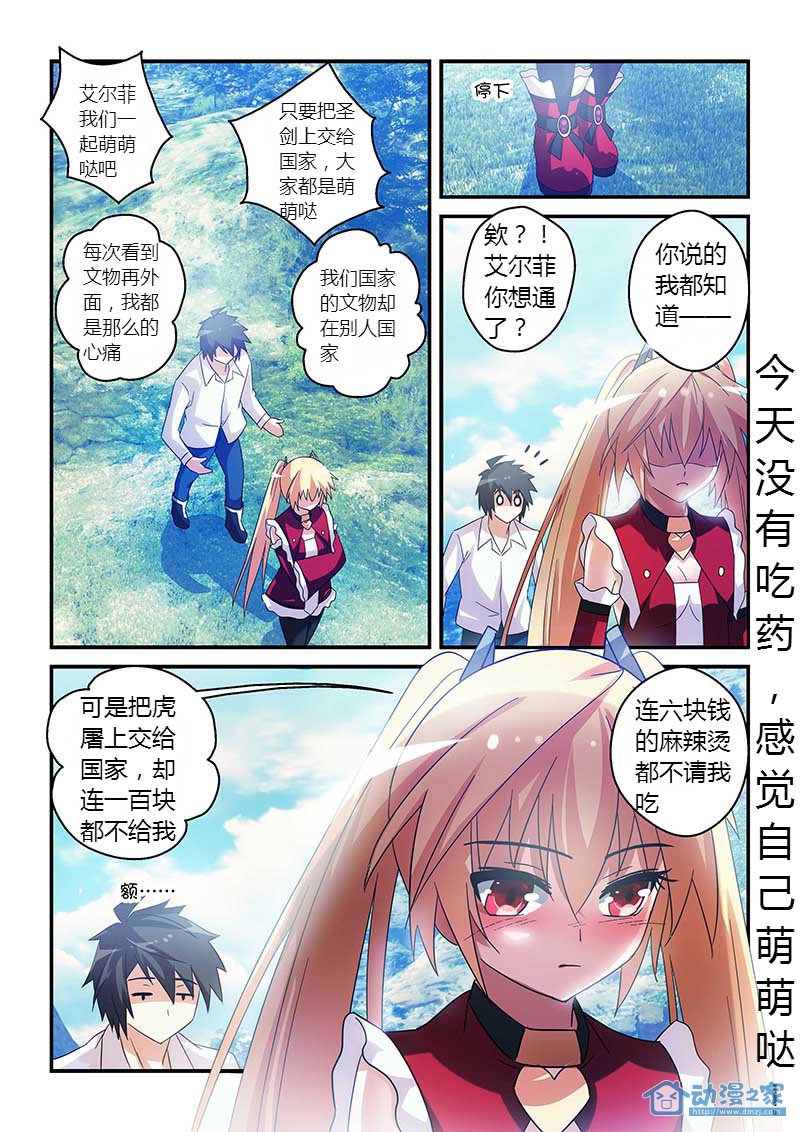 艾尔菲
我们一
起萌萌
哒吧
只要把圣
剑上交给
国家，大
家都是萌
萌哒
每次看到
文物再外
面，我都
是那么的
心痛
我们国家
的文物却
在别人国
家
停下
欸？！
艾尔菲
你想通
了？
你说的
我都知
道——
可是把虎
屠上交给
国家，却
连一百块
都不给我
连六块钱
的麻辣烫
都不请我
吃
额……
今天没有吃药，感觉自己萌萌哒
动漫之家
http://www.dmzj.com